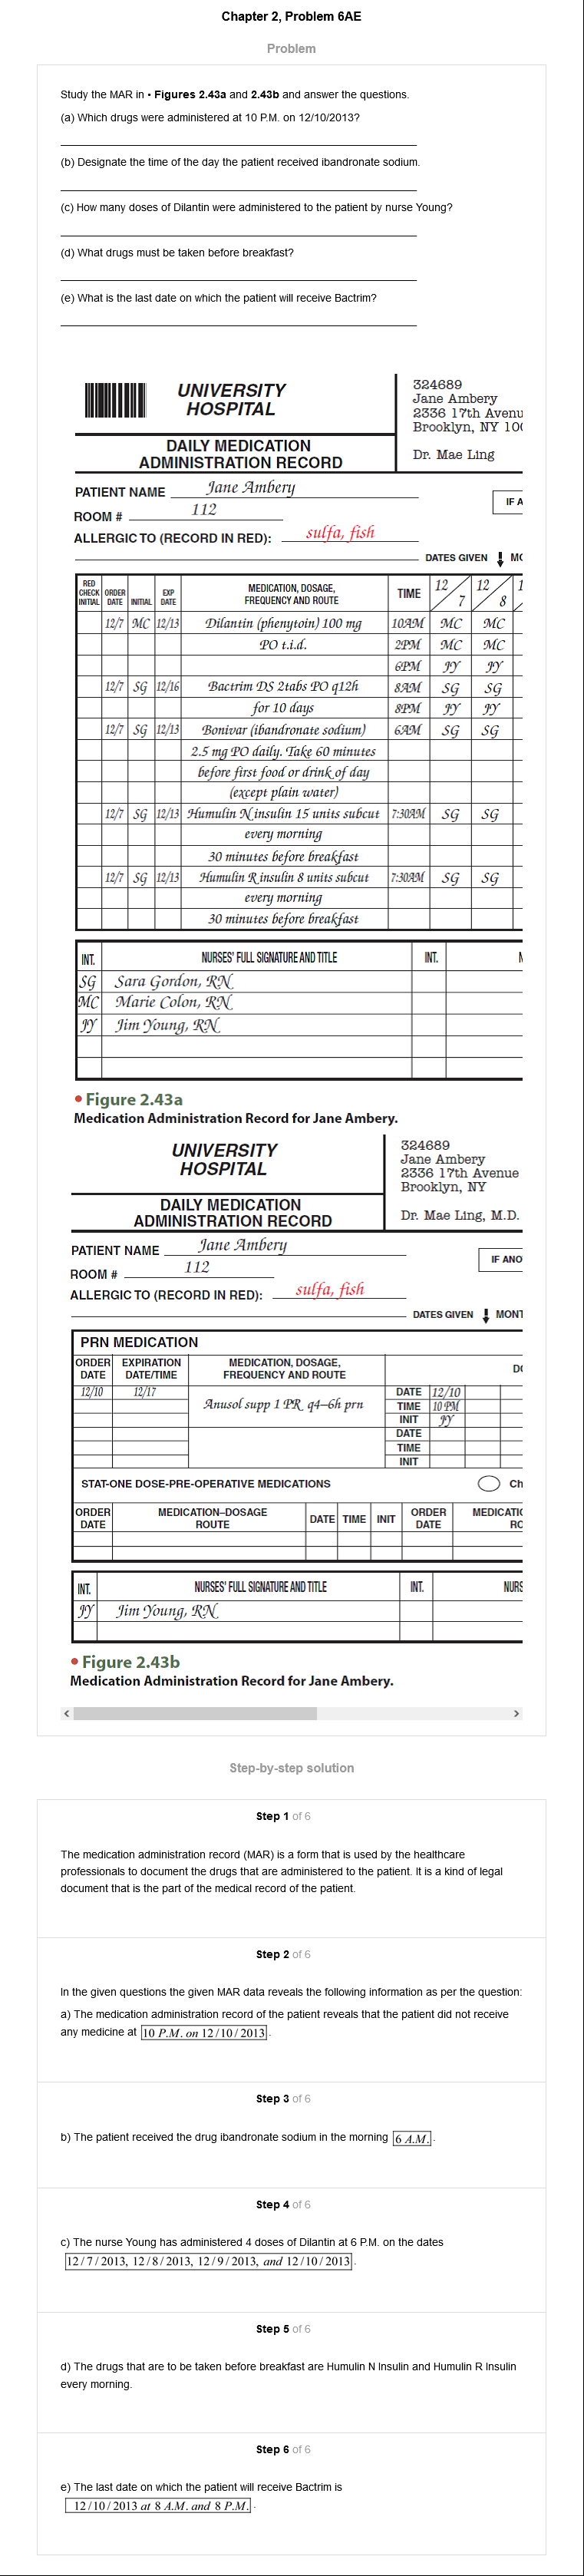 Chapter 2, Problem 6AE
Problem
Study the MAR in • Figures 2.43a and 2.43b and answer the questions.
(a) Which drugs were administered at 10 P.M. on 12/10/2013?
(b) Designate the time of the day the patient received ibandronate sodium.
(c) How many doses of Dilantin were administered to the patient by nurse Young?
(d) What drugs must be taken before breakfast?
(e) What is the last date on which the patient will receive Bactrim?
UNIVERSITY
HOSPITAL
DAILY MEDICATION
ADMINISTRATION RECORD
324689
Jane Ambery
2336 17th Avenu
Brooklyn, NY 100
Dr. Mae Ling
PATIENT NAME Jane Ambery
ROOM # 112
IF A
ALLERGIC TO (RECORD IN RED): sulfa, fish
DATES GIVEN MO
RED CHECK INITIAL ORDER DATE INITIAL EXP DATE MEDICATION, DOSAGE, FREQUENCY AND ROUTE TIME 12/7 12/8 1
12/7 MC 12/13 Dilantin (phenytoin) 100 mg 10AM MC MC
PO t.i.d. 2PM MC MC
6PM JY JY
12/7 SG 12/16 Bactrim DS 2tabs PO q12h 8AM SG SG
for 10 days 8PM JY JY
12/7 SG 12/13 Bonivar (ibandronate sodium) 6AM SG SG
2.5 mg PO daily. Take 60 minutes
before first food or drink of day
(except plain water)
12/7 SG 12/13 Humulin N insulin 15 units subcut 7:30AM SG SG
every morning
30 minutes before breakfast
12/7 SG 12/13 Humulin R insulin 8 units subcut 7:30AM SG SG
every morning
30 minutes before breakfast
INT. NURSES' FULL SIGNATURE AND TITLE INT. N
SG Sara Gordon, RN
MC Marie Colon, RN
JY Jim Young, RN
• Figure 2.43a
Medication Administration Record for Jane Ambery.
UNIVERSITY
HOSPITAL
DAILY MEDICATION
ADMINISTRATION RECORD
324689
Jane Ambery
2336 17th Avenue
Brooklyn, NY
Dr. Mae Ling, M.D.
PATIENT NAME Jane Ambery
ROOM # 112
IF ANO
ALLERGIC TO (RECORD IN RED): sulfa, fish
DATES GIVEN MONT
PRN MEDICATION
ORDER DATE EXPIRATION DATE/TIME MEDICATION, DOSAGE, FREQUENCY AND ROUTE DO
12/10 12/17 DATE 12/10
Anusol supp 1 PR q4–6h prn TIME 10 PM
INIT JY
DATE
TIME
INIT
STAT-ONE DOSE-PRE-OPERATIVE MEDICATIONS Ch
ORDER DATE MEDICATION–DOSAGE ROUTE DATE TIME INIT ORDER DATE MEDICATIO RO
INT. NURSES' FULL SIGNATURE AND TITLE INT. NURS
JY Jim Young, RN
• Figure 2.43b
Medication Administration Record for Jane Ambery.
Step-by-step solution
Step 1 of 6
The medication administration record (MAR) is a form that is used by the healthcare
professionals to document the drugs that are administered to the patient. It is a kind of legal
document that is the part of the medical record of the patient.
Step 2 of 6
In the given questions the given MAR data reveals the following information as per the question:
a) The medication administration record of the patient reveals that the patient did not receive
any medicine at 10 P.M. on 12/10/2013.
Step 3 of 6
b) The patient received the drug ibandronate sodium in the morning 6 A.M..
Step 4 of 6
c) The nurse Young has administered 4 doses of Dilantin at 6 P.M. on the dates
12/7/2013, 12/8/2013, 12/9/2013, and 12/10/2013.
Step 5 of 6
d) The drugs that are to be taken before breakfast are Humulin N Insulin and Humulin R Insulin
every morning.
Step 6 of 6
e) The last date on which the patient will receive Bactrim is
12/10/2013 at 8 A.M. and 8 P.M..